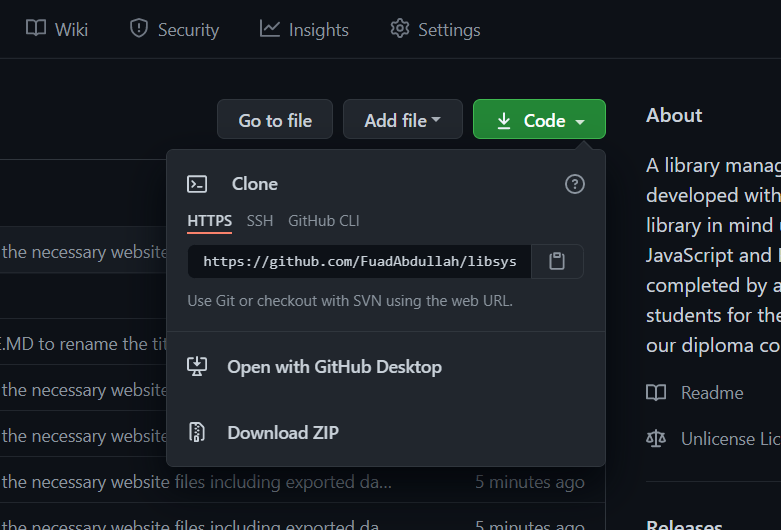 Wiki Security Insights Settings
Go to file Add file Code
About
Clone
HTTPS SSH GitHub CLI
https://github.com/FuadAbdullah/libsys
Use Git or checkout with SVN using the web URL.
Open with GitHub Desktop
Download ZIP
the necessary website
.MD to rename the
the necessary website
the necessary website
the necessary website files including exported da... 5 minutes ago
the necessary website files including exported da... 5 minutes ago
A library
developed with
library in mind
JavaScript and
completed by
students for the
our diploma
Readme
Unlicense
Releases